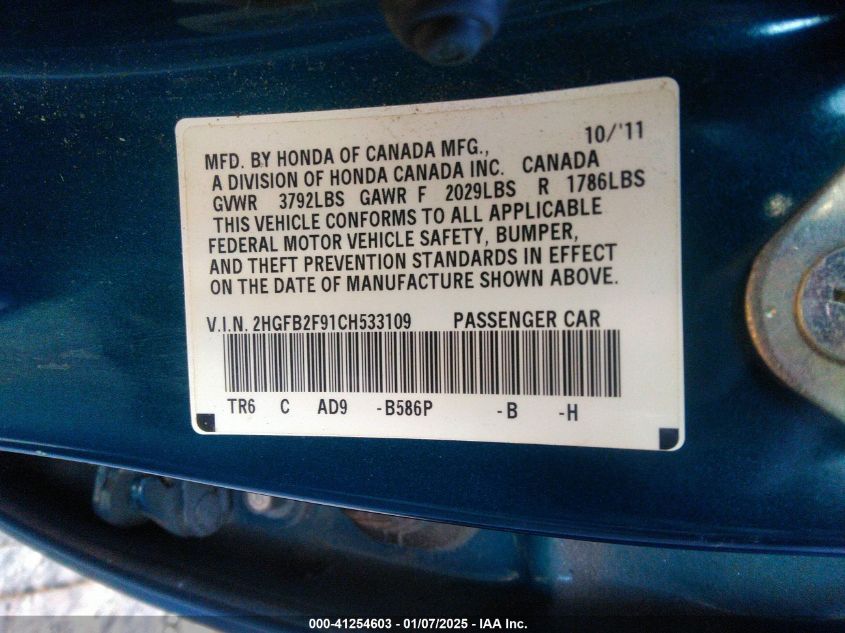 10/'11
MFD. BY HONDA OF CANADA MFG.,
A DIVISION OF HONDA CANADA INC. CANADA
GVWR 3792LBS GAWR F 2029LBS R 1786LBS
THIS VEHICLE CONFORMS TO ALL APPLICABLE
FEDERAL MOTOR VEHICLE SAFETY, BUMPER,
AND THEFT PREVENTION STANDARDS IN EFFECT
ON THE DATE OF MANUFACTURE SHOWN ABOVE.
V.I.N. 2HGFB2F91CH533109 PASSENGER CAR
TR6 C AD9 -B586P -B -H
000-41254603 - 01/07/2025 - IAA Inc.